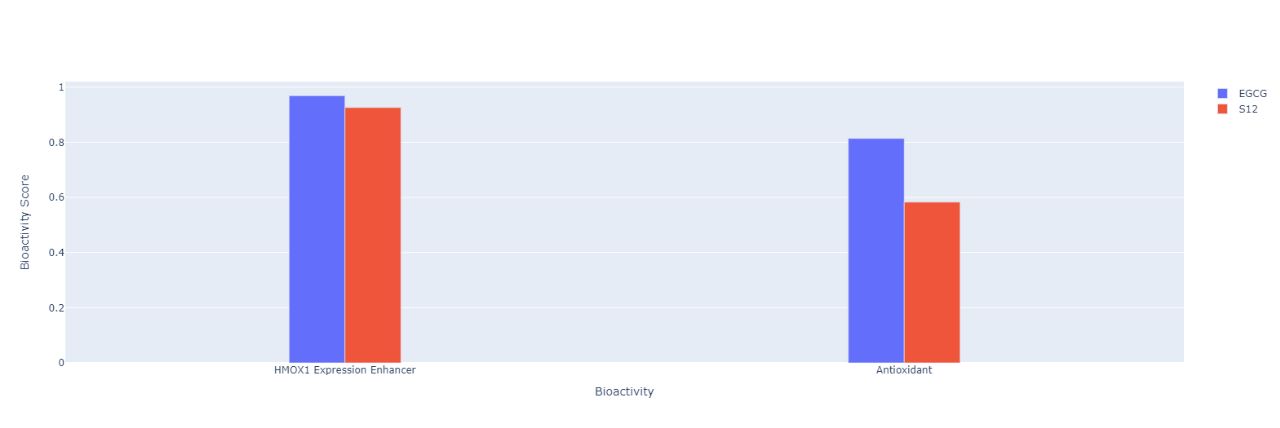 1
0.8
0.6
0.4
0.2
0
Bioactivity Score
HMOX1 Expression Enhancer
Antioxidant
Bioactivity
EGCG
S12